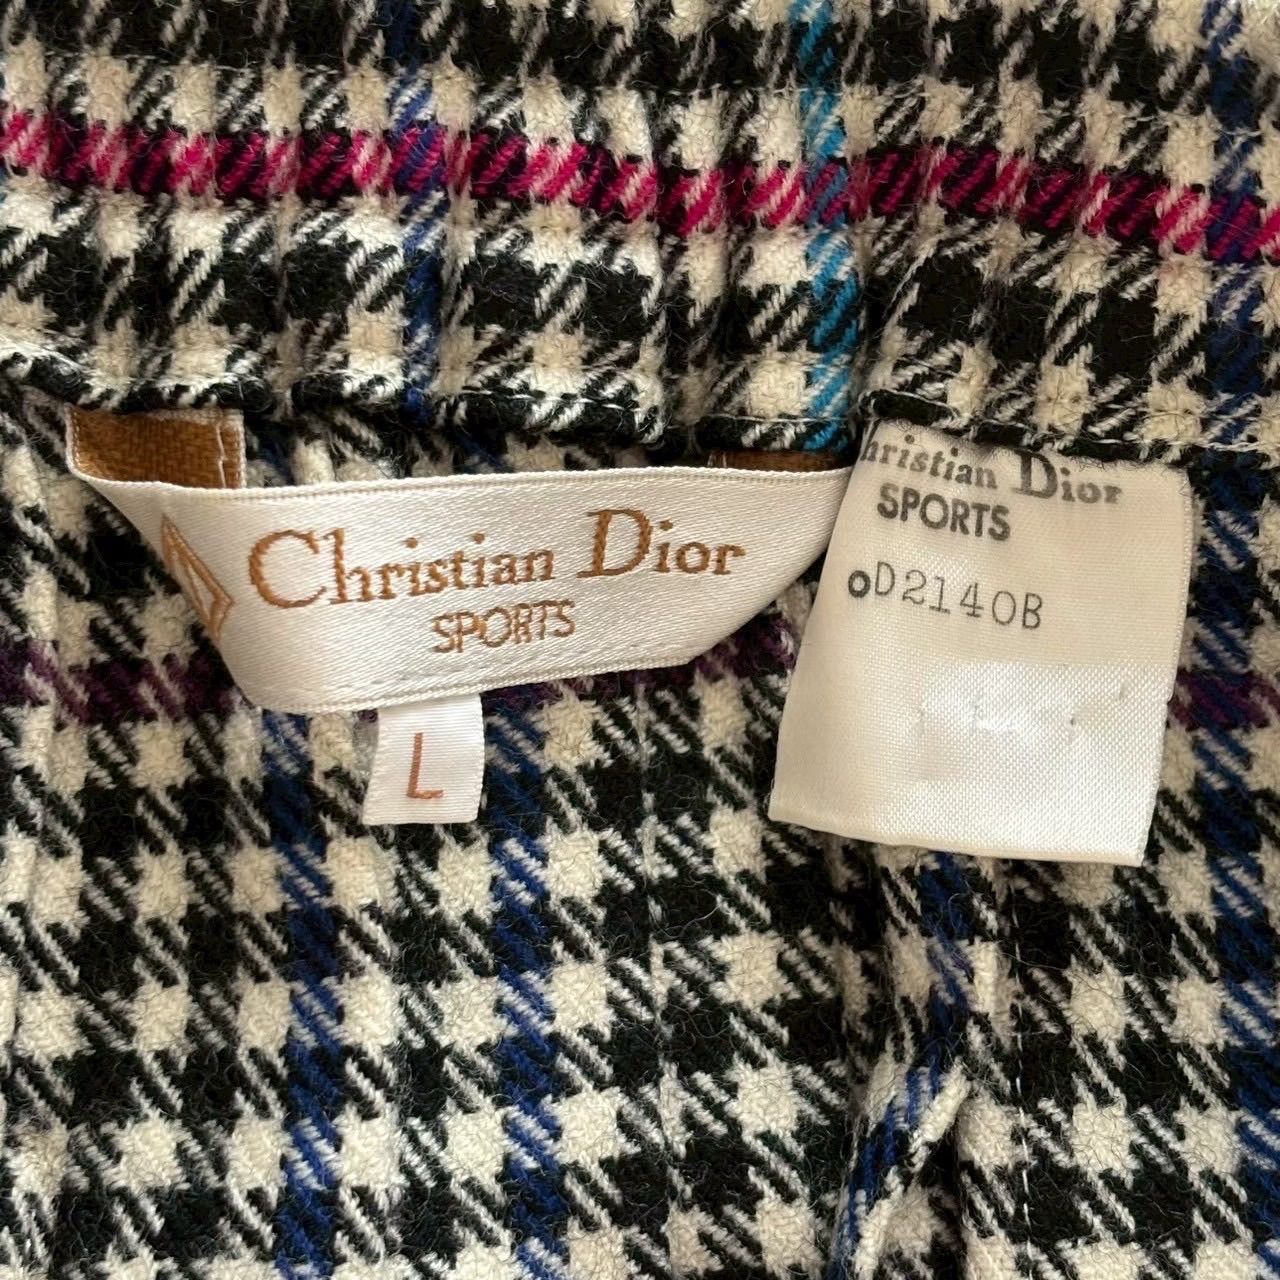 Christian Dior
SPORTS
L
hristian Dior
SPORTS
D2140B